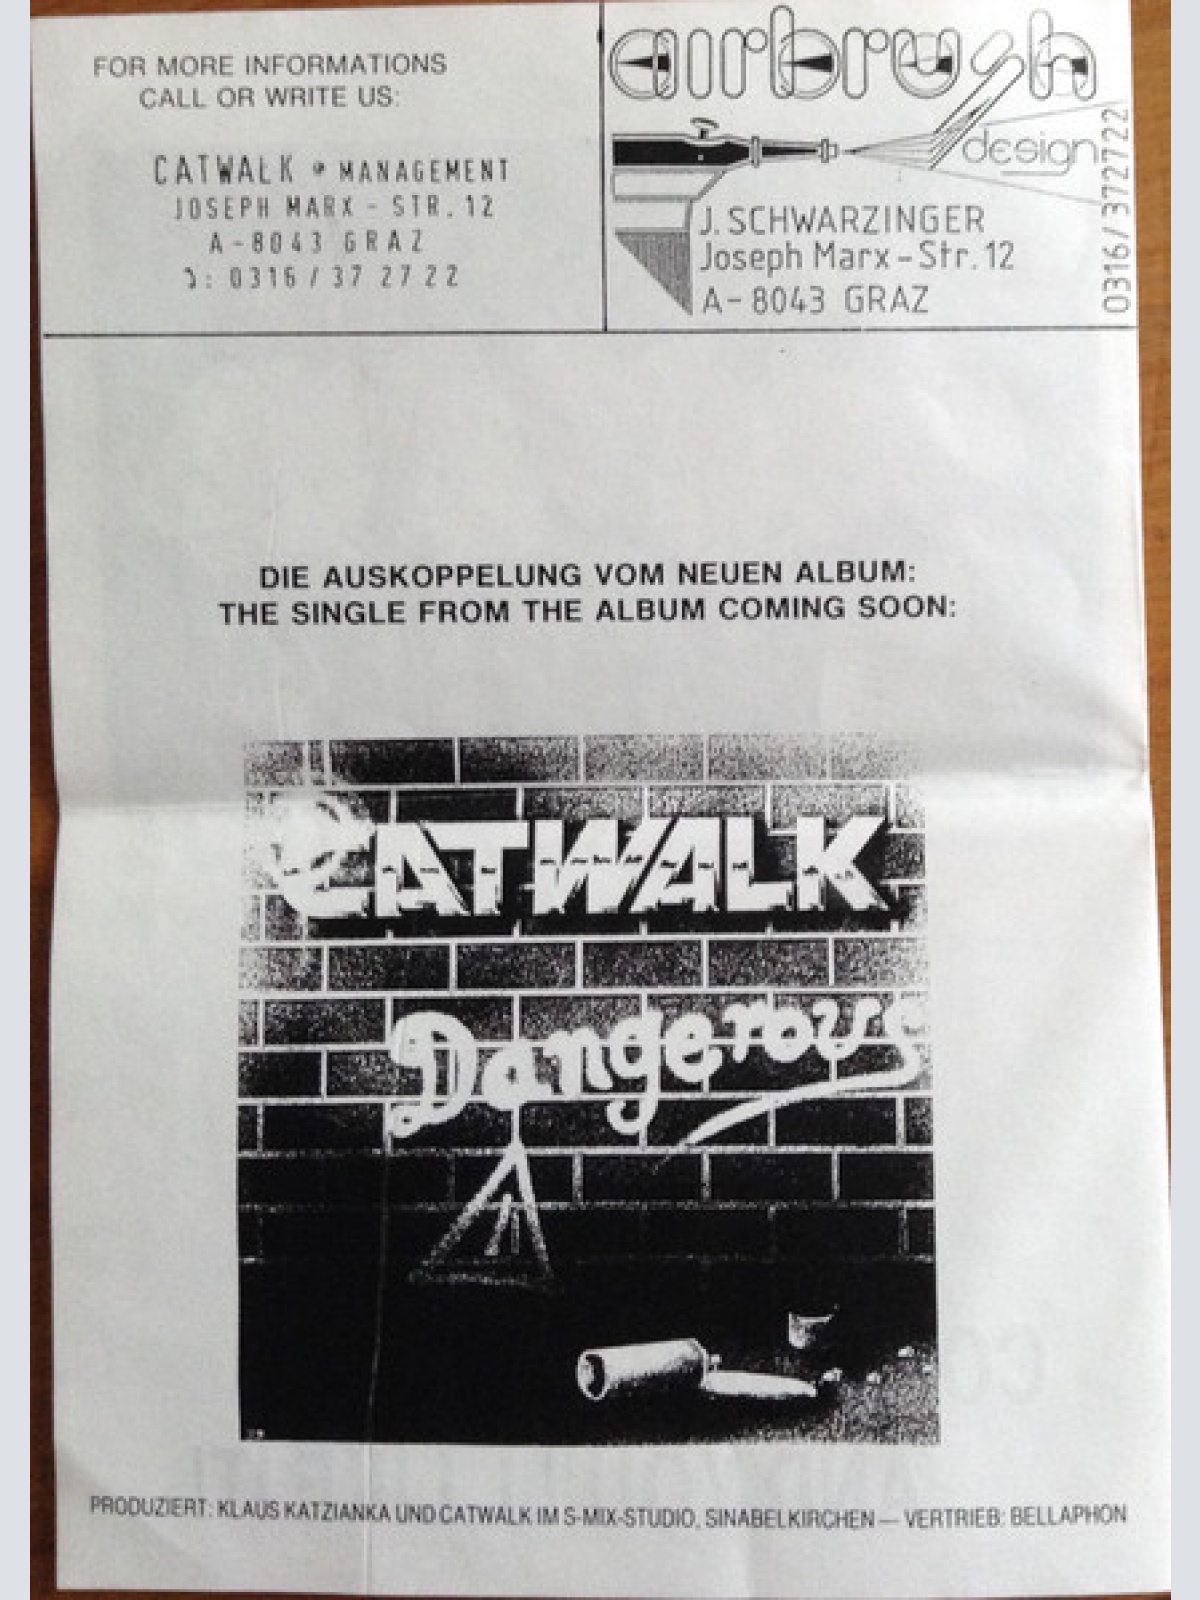 FOR MORE INFORMATIONS
CALL OR WRITE US:
CATWALK • MANAGEMENT
JOSEPH MARX - STR. 12
A-8043 GRAZ
: 0316 / 37 27 22
airbrush
design
0316/372722
J. SCHWARZINGER
Joseph Marx-Str. 12
A-8043 GRAZ
DIE AUSKOPPELUNG VOM NEUEN ALBUM:
THE SINGLE FROM THE ALBUM COMING SOON:
CATWALK
Dangerous
PRODUZIERT: KLAUS KATZIANKA UND CATWALK IM S-MIX-STUDIO, SINABELKIRCHEN — VERTRIEB: BELLAPHON